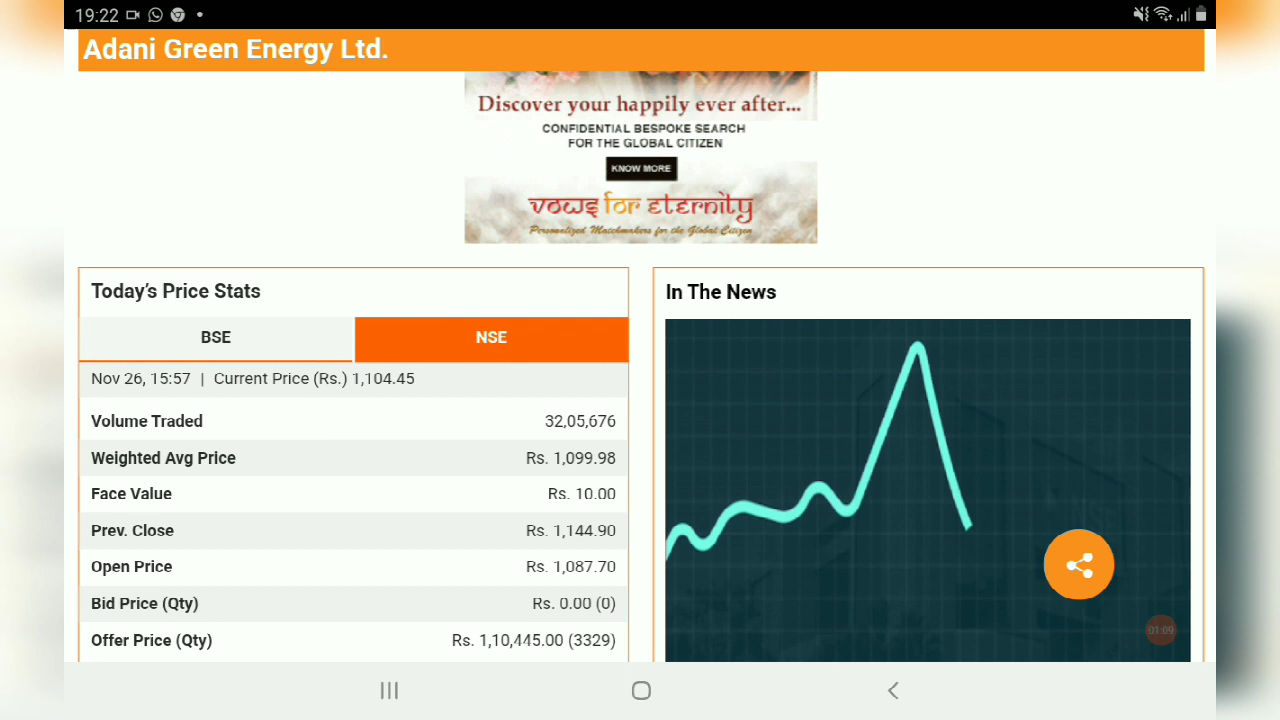 19:22
Adani Green Energy Ltd.
Discover your happily ever after...
CONFIDENTIAL BESPOKE SEARCH
FOR THE GLOBAL CITIZEN
KNOW MORE
vows for eternity
Personalized Matchmakers for the Global Citizen
Today's Price Stats
BSE
NSE
Nov 26, 15:57 | Current Price (Rs.) 1,104.45
Volume Traded 32,05,676
Weighted Avg Price Rs. 1,099.98
Face Value Rs. 10.00
Prev. Close Rs. 1,144.90
Open Price Rs. 1,087.70
Bid Price (Qty) Rs. 0.00 (0)
Offer Price (Qty) Rs. 1,10,445.00 (3329)
In The News
01:09